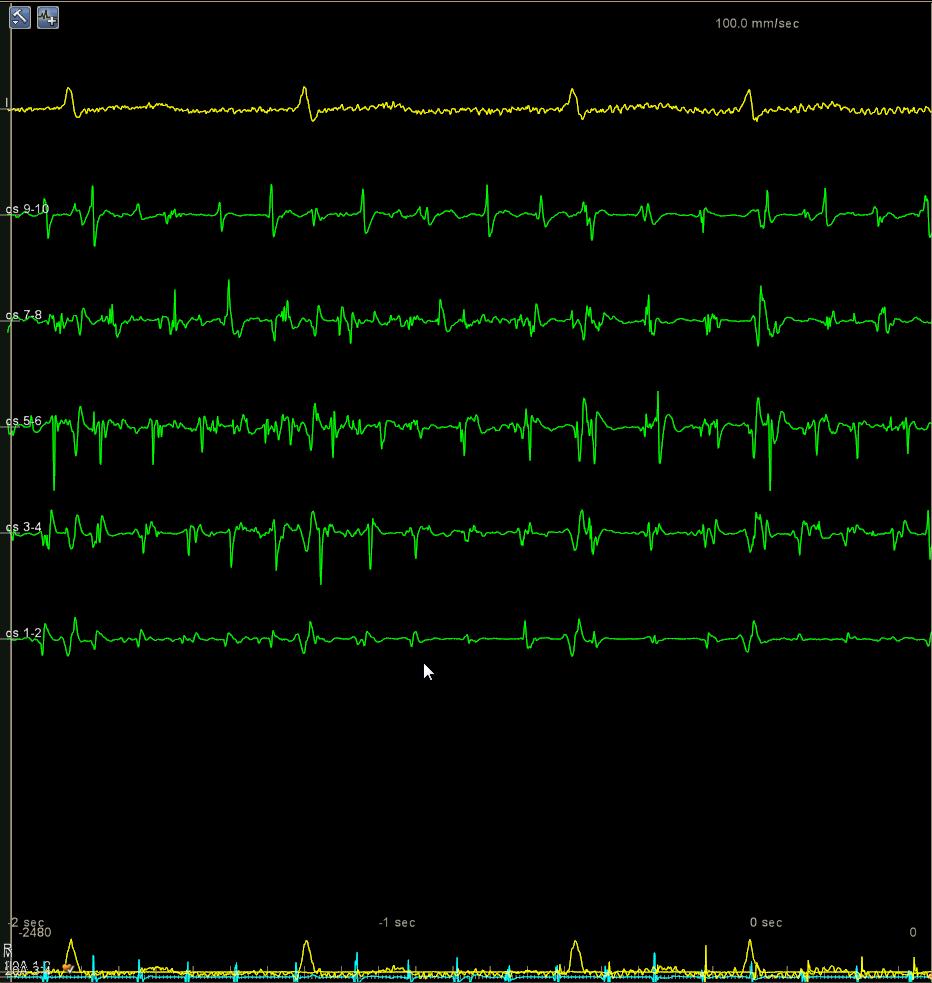 100.0 mm/sec
I
cs 9-10
cs 7-8
cs 5-6
cs 3-4
cs 1-2
-2 sec
-1 sec
0 sec
-2480
0